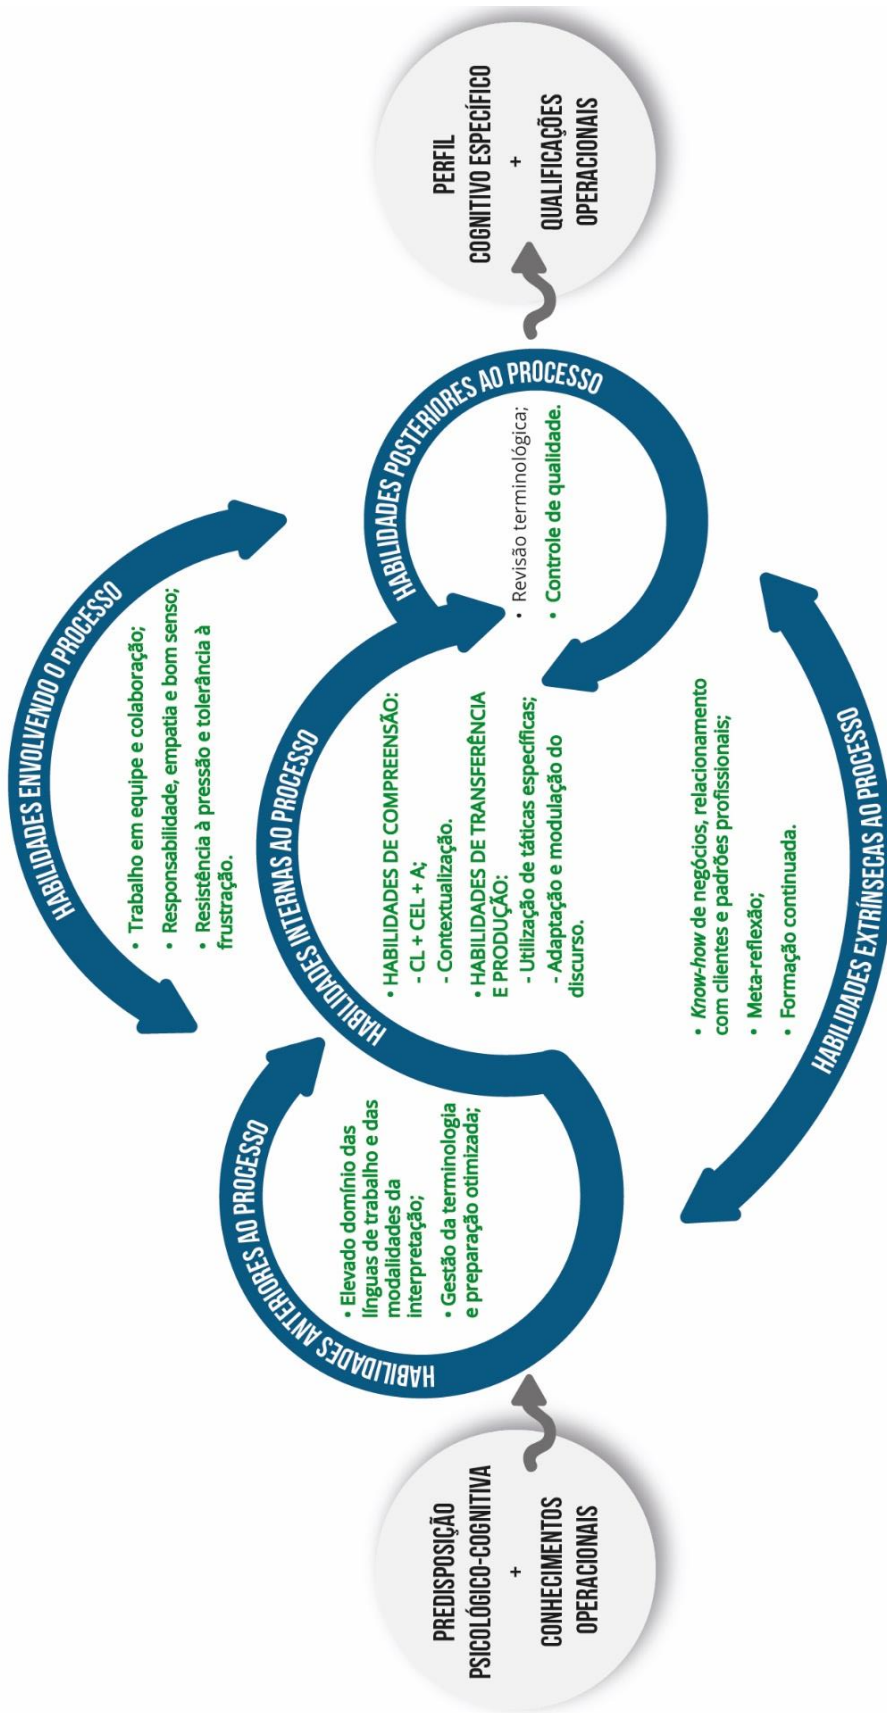 PREDISPOSIÇÃO
PSICOLÓGICO-COGNITIVA
+
CONHECIMENTOS
OPERACIONAIS
HABILIDADES ANTERIORES AO PROCESSO
• Elevado domínio das
línguas de trabalho e das
modalidades da
interpretação;
• Gestão da terminologia
e preparação otimizada;
HABILIDADES ENVOLVENDO O PROCESSO
• Trabalho em equipe e colaboração;
• Responsabilidade, empatia e bom senso;
• Resistência à pressão e tolerância à
frustração.
HABILIDADES INTERNAS AO PROCESSO
• HABILIDADES DE COMPREENSÃO:
- CL + CEL + A;
- Contextualização.
• HABILIDADES DE TRANSFERÊNCIA
E PRODUÇÃO:
- Utilização de táticas específicas;
- Adaptação e modulação do
discurso.
HABILIDADES EXTRÍNSECAS AO PROCESSO
• Know-how de negócios, relacionamento
com clientes e padrões profissionais;
• Meta-reflexão;
• Formação continuada.
HABILIDADES POSTERIORES AO PROCESSO
• Revisão terminológica;
• Controle de qualidade.
PERFIL
COGNITIVO ESPECÍFICO
+
QUALIFICAÇÕES
OPERACIONAIS